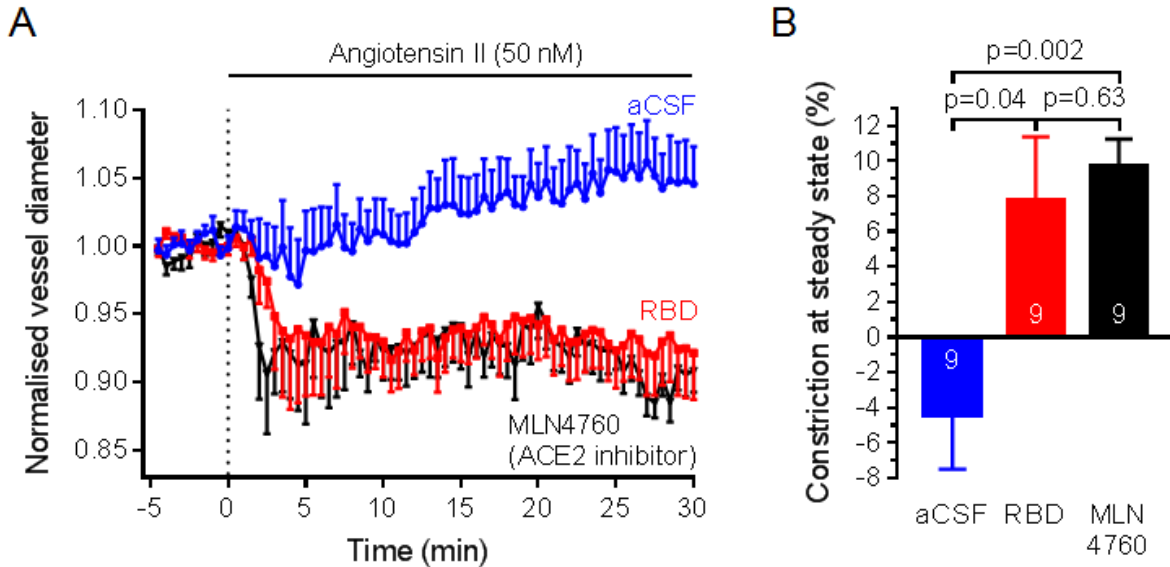 A
Angiotensin II (50 nM)
Normalised vessel diameter
1.10
1.05
1.00
0.95
0.90
0.85
aCSF
RBD
MLN4760
(ACE2 inhibitor)
-5
0
5
10
15
20
25
30
Time (min)
B
Constriction at steady state (%)
p=0.002
p=0.04
p=0.63
12
10
8
6
4
2
0
-2
-4
-6
-8
9
9
9
aCSF
RBD
MLN
4760